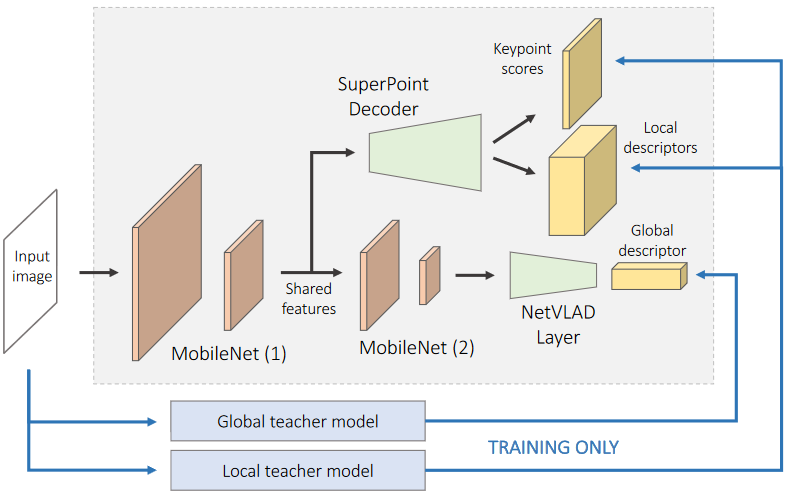 Keypoint
scores
SuperPoint
Decoder
Local
descriptors
Input
image
Global
descriptor
Shared
features
NetVLAD
Layer
MobileNet (1)
MobileNet (2)
Global teacher model
TRAINING ONLY
Local teacher model